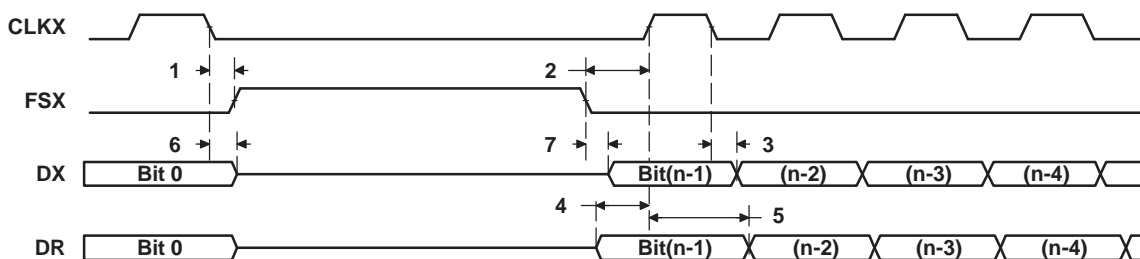 CLKX
1 2
FSX
6 7 3
DX Bit 0 Bit(n-1) (n-2) (n-3) (n-4)
4 5
DR Bit 0 Bit(n-1) (n-2) (n-3) (n-4)